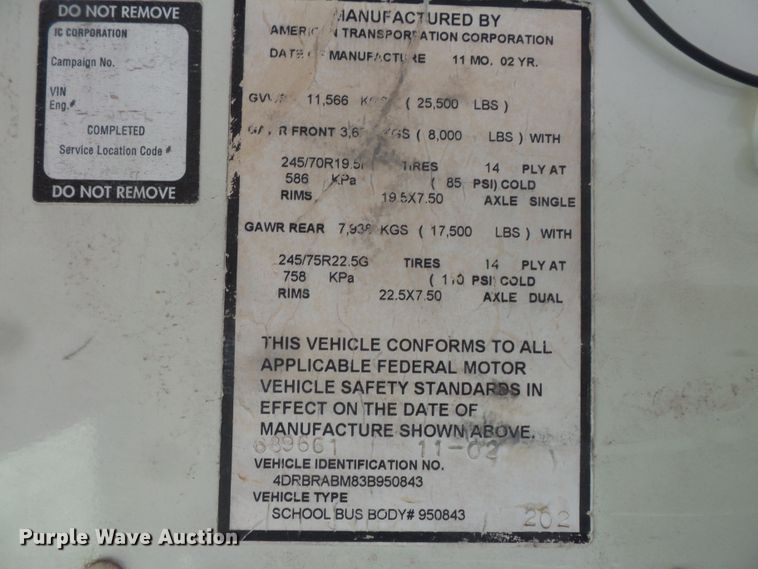 DO NOT REMOVE
IC CORPORATION
Campaign No.
VIN
Eng.#
COMPLETED
Service Location Code #
DO NOT REMOVE
MANUFACTURED BY
AMERICAN TRANSPORTATION CORPORATION
DATE OF MANUFACTURE 11 MO. 02 YR.
GVWR 11,566 KGS ( 25,500 LBS )
GAWR FRONT KGS ( 8,000 LBS ) WITH
245/70R19.5 TIRES 14 PLY AT
586 KPa ( 85 PSI) COLD
RIMS 19.5X7.50 AXLE SINGLE
GAWR REAR 7,938 KGS ( 17,500 LBS ) WITH
245/75R22.5G TIRES 14 PLY AT
758 KPa ( 110 PSI) COLD
RIMS 22.5X7.50 AXLE DUAL
THIS VEHICLE CONFORMS TO ALL
APPLICABLE FEDERAL MOTOR
VEHICLE SAFETY STANDARDS IN
EFFECT ON THE DATE OF
MANUFACTURE SHOWN ABOVE.
689661 11-02
VEHICLE IDENTIFICATION NO.
4DRBRABM83B950843
VEHICLE TYPE
SCHOOL BUS BODY# 950843
202
Purple Wave Auction